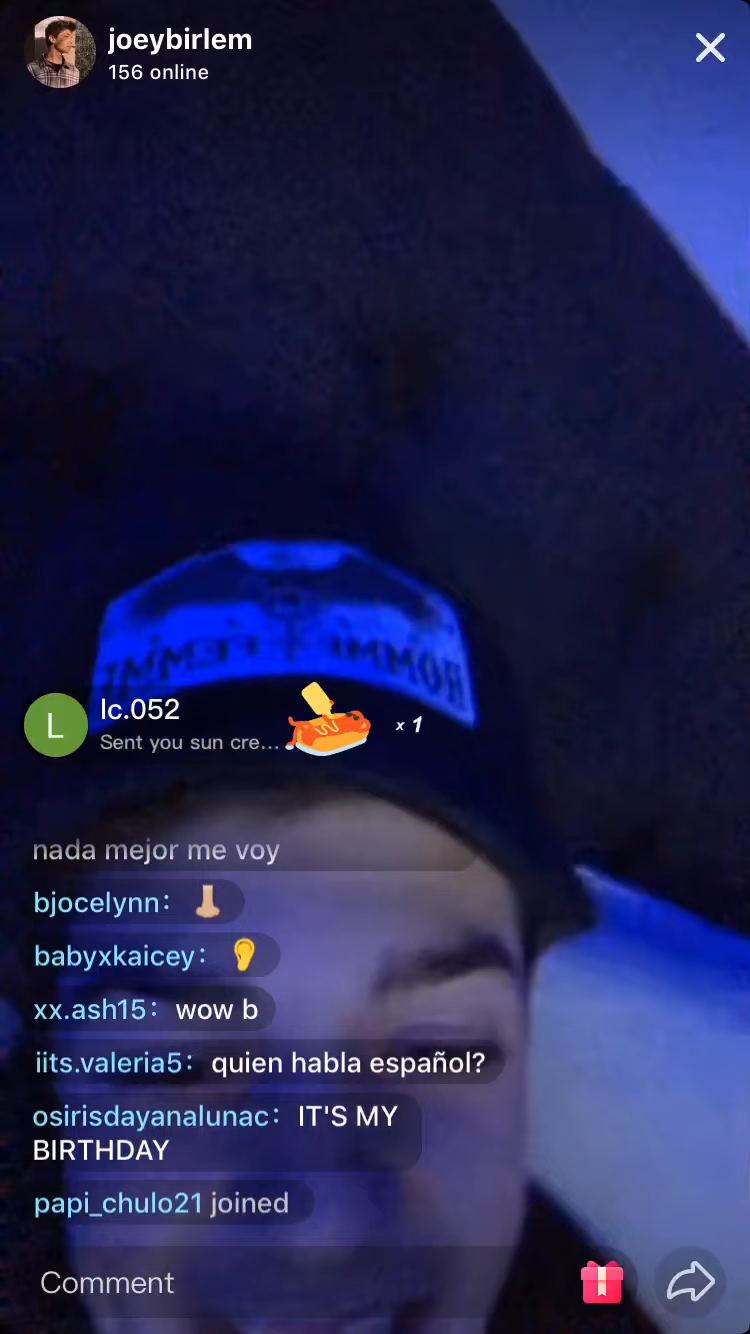 joeybirlem
156 online
L
lc.052
Sent you sun cre...
x 1
nada mejor me voy
bjocelynn:
babyxkaicey:
xx.ash15: wow b
iits.valeria5: quien habla español?
osirisdayanalunac: IT'S MY
BIRTHDAY
papi_chulo21 joined
Comment